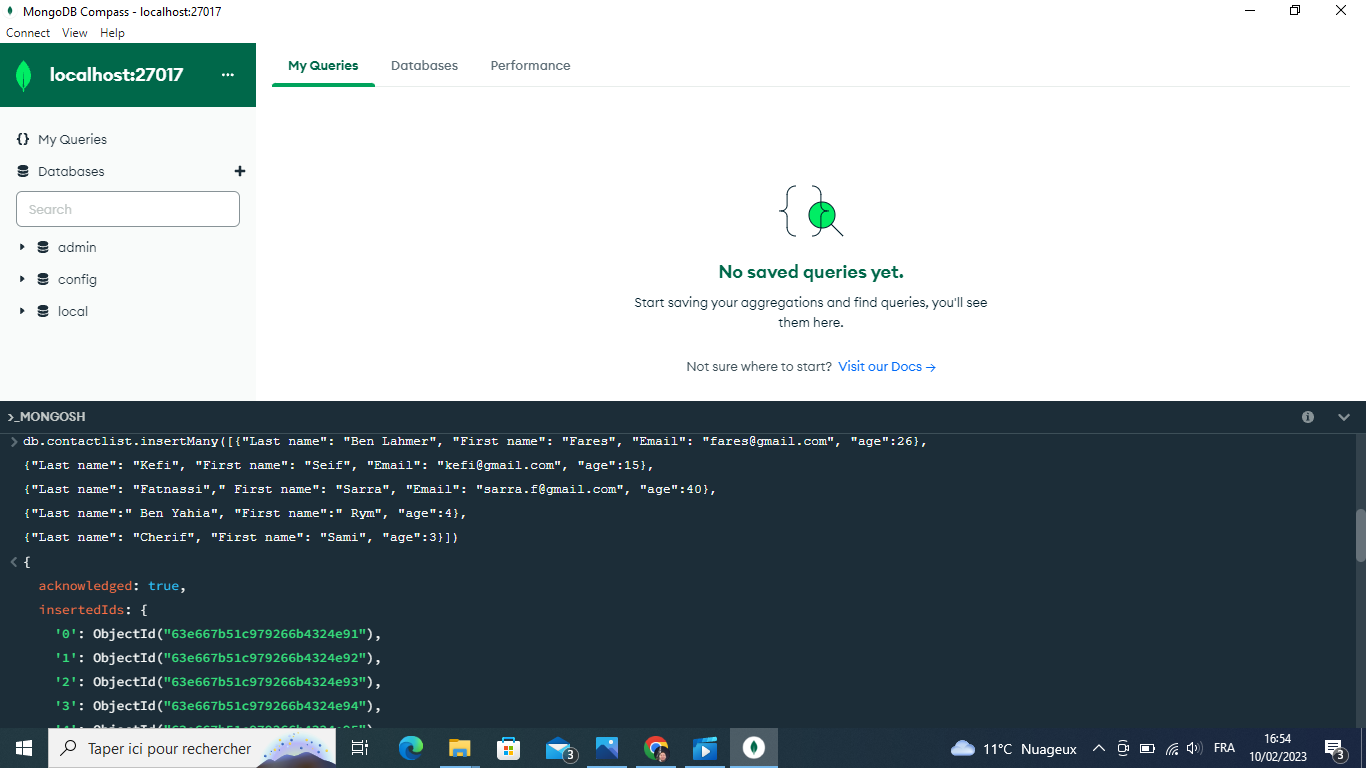 MongoDB Compass - localhost:27017
Connect View Help
localhost:27017 ...
My Queries Databases Performance
{} My Queries
Databases +
Search
admin
config
local
No saved queries yet.
Start saving your aggregations and find queries, you'll see
them here.
Not sure where to start? Visit our Docs →
>_MONGOSH
> db.contactlist.insertMany([{"Last name": "Ben Lahmer", "First name": "Fares", "Email": "fares@gmail.com", "age":26},
{"Last name": "Kefi", "First name": "Seif", "Email": "kefi@gmail.com", "age":15},
{"Last name": "Fatnassi"," First name": "Sarra", "Email": "sarra.f@gmail.com", "age":40},
{"Last name":" Ben Yahia", "First name":" Rym", "age":4},
{"Last name": "Cherif", "First name": "Sami", "age":3}])
< {
acknowledged: true,
insertedIds: {
'0': ObjectId("63e667b51c979266b4324e91"),
'1': ObjectId("63e667b51c979266b4324e92"),
'2': ObjectId("63e667b51c979266b4324e93"),
'3': ObjectId("63e667b51c979266b4324e94"),
'4': ObjectId("63e667b51c979266b4324e95")
Taper ici pour rechercher
3
11°C Nuageux
FRA
16:54
10/02/2023
3